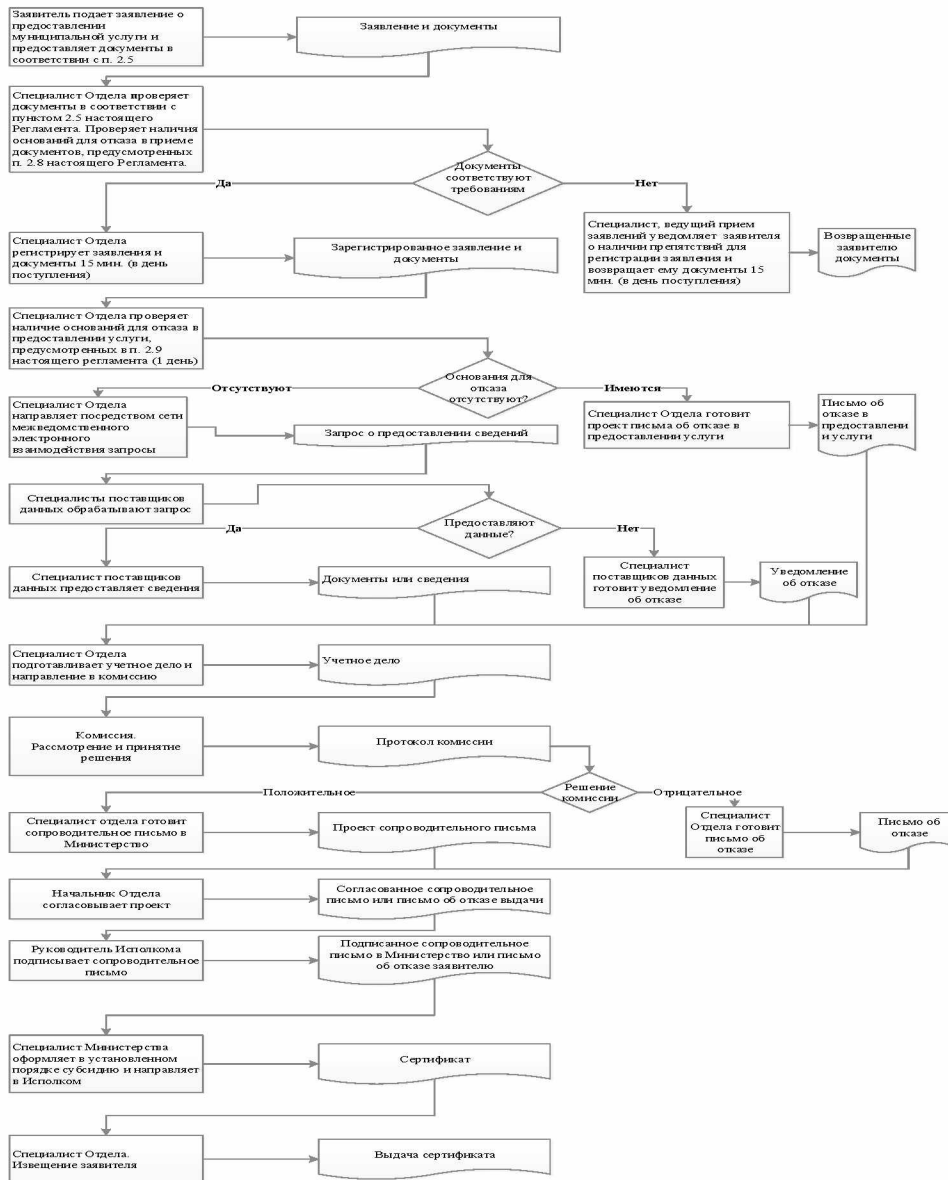 Заявитель подает заявление о
предоставлении
муниципальной услуги и
предоставляет документы в
соответствии с п. 2.5
Заявление и документы
Специалист Отдела проверяет
документы в соответствии с
пунктом 2.5 настоящего
Регламента. Проверяет наличия
оснований для отказа в приеме
документов, предусмотренных
п. 2.8 настоящего Регламента.
Документы
соответствуют
требованиям
Да
Нет
Специалист Отдела
регистрирует заявления и
документы 15 мин. (в день
поступления)
Зарегистрированное заявление и
документы
Специалист, ведущий прием
заявлений уведомляет заявителя
о наличии препятствий для
регистрации заявления и
возвращает ему документы 15
мин. (в день поступления)
Возвращенные
заявителю
документы
Специалист Отдела проверяет
наличие оснований для отказа в
предоставлении услуги,
предусмотренных в п. 2.9
настоящего регламента (1 день)
Основания для
отказа
отсутствуют?
Отсутствуют
Имеются
Специалист Отдела
направляет посредством сети
межведомственного
электронного
взаимодействия запросы
Запрос о предоставлении сведений
Специалист Отдела готовит
проект письма об отказе в
предоставлении услуги
Письмо об
отказе в
предоставлени
и услуги
Специалисты поставщиков
данных обрабатывают запрос
Предоставляют
данные?
Да
Нет
Специалист поставщиков
данных предоставляет сведения
Документы или сведения
Специалист
поставщиков данных
готовит уведомление
об отказе
Уведомление
об отказе
Специалист Отдела
подготавливает учетное дело и
направление в комиссию
Учетное дело
Комиссия.
Рассмотрение и принятие
решения
Протокол комиссии
Решение
комиссии
Положительное
Отрицательное
Специалист отдела готовит
сопроводительное письмо в
Министерство
Проект сопроводительного письма
Специалист
Отдела готовит
письмо об
отказе
Письмо об
отказе
Начальник Отдела
согласовывает проект
Согласованное сопроводительное
письмо или письмо об отказе выдачи
Руководитель Исполкома
подписывает сопроводительное
письмо
Подписанное сопроводительное
письмо в Министерство или письмо
об отказе заявителю
Специалист Министерства
оформляет в установленном
порядке субсидию и направляет
в Исполком
Сертификат
Специалист Отдела.
Извещение заявителя
Выдача сертификата